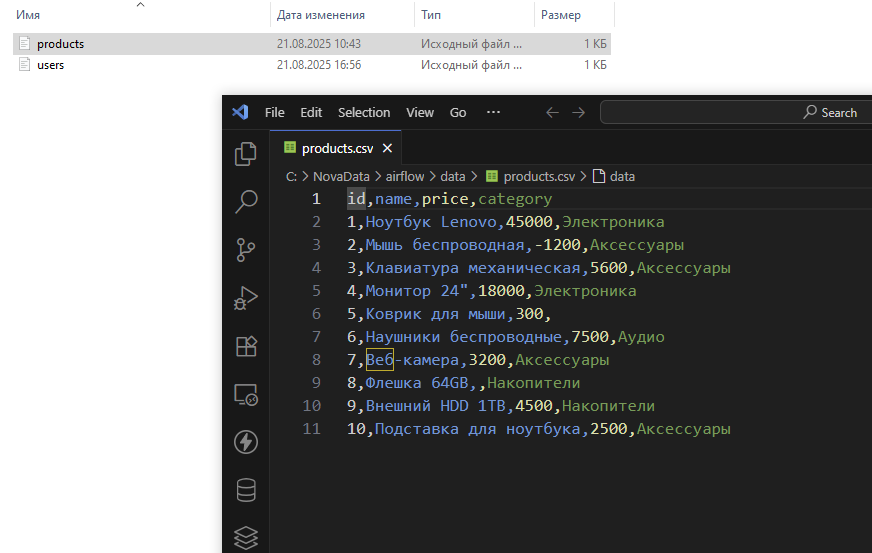 Имя Дата изменения Тип Размер
products 21.08.2025 10:43 Исходный файл ... 1 КБ
users 21.08.2025 16:56 Исходный файл ... 1 КБ
File Edit Selection View Go ··· Search
products.csv
C: > NovaData > airflow > data > products.csv > data
1 id,name,price,category
2 1,Ноутбук Lenovo,45000,Электроника
3 2,Мышь беспроводная,-1200,Аксессуары
4 3,Клавиатура механическая,5600,Аксессуары
5 4,Монитор 24",18000,Электроника
6 5,Коврик для мыши,300,
7 6,Наушники беспроводные,7500,Аудио
8 7,Веб-камера,3200,Аксессуары
9 8,Флешка 64GB,,Накопители
10 9,Внешний HDD 1TB,4500,Накопители
11 10,Подставка для ноутбука,2500,Аксессуары